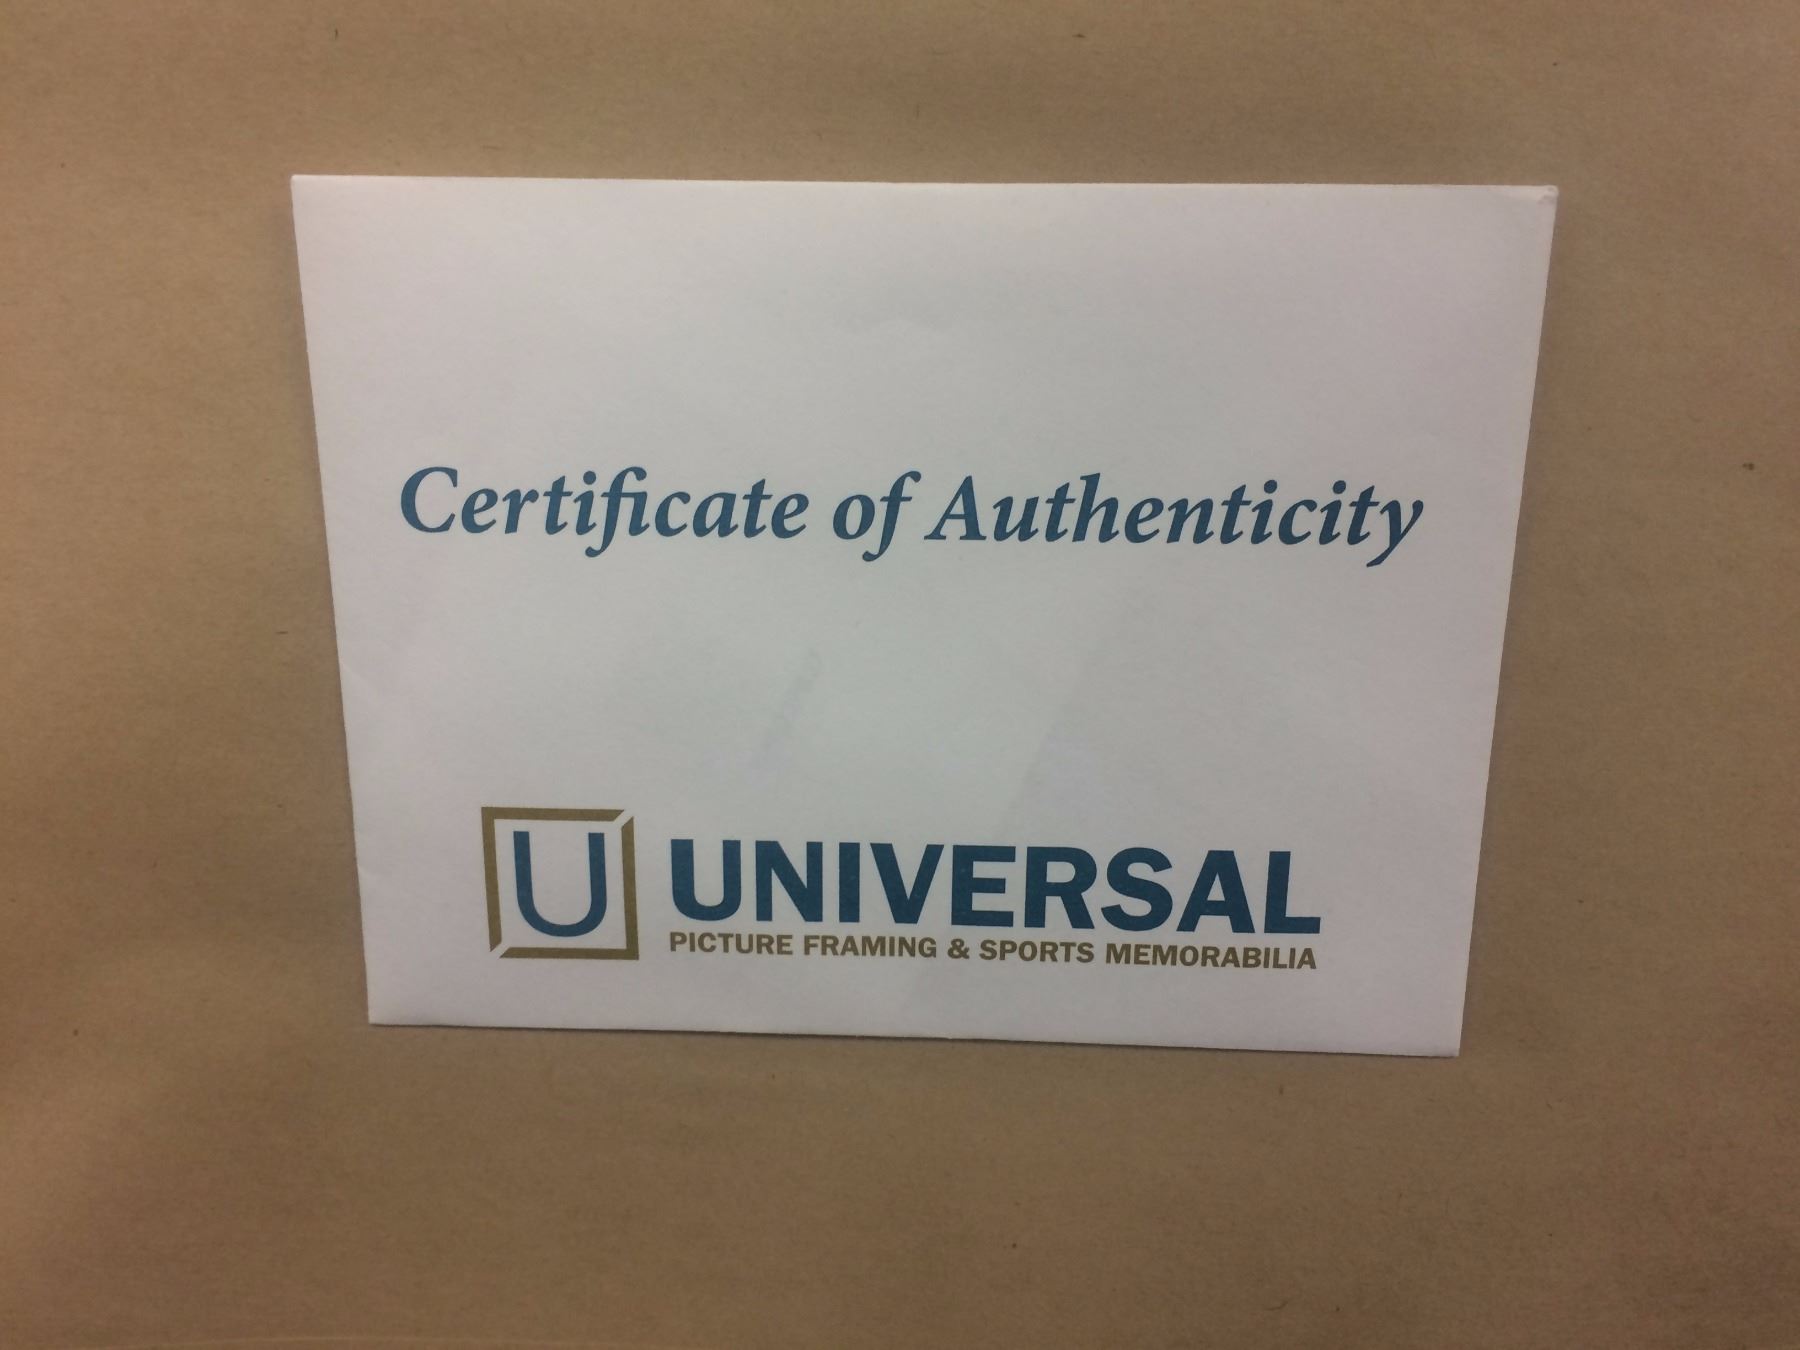 Certificate of Authenticity
U
UNIVERSAL
PICTURE FRAMING & SPORTS MEMORABILIA